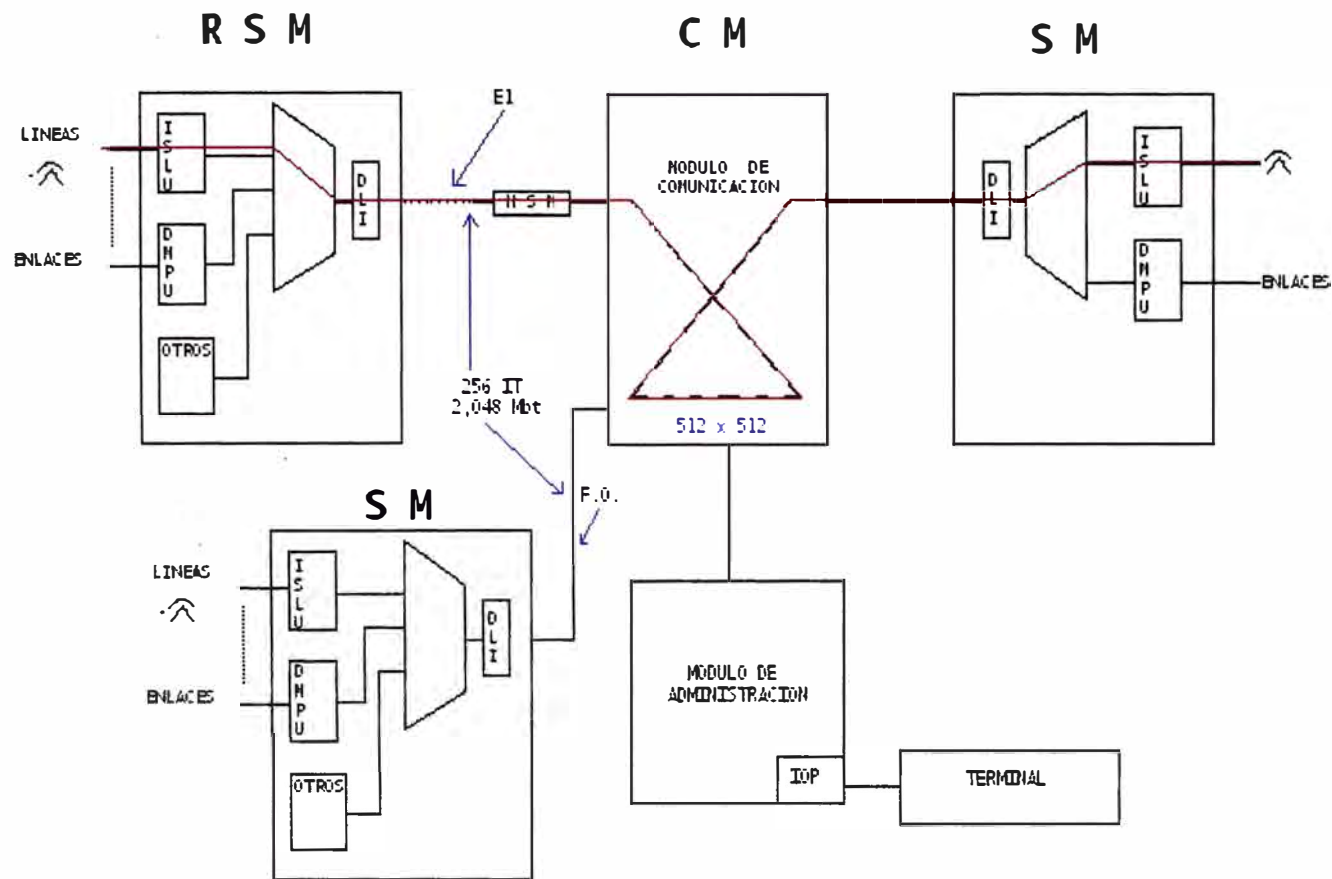 R S M
C M
S M
E1
LINEAS
ISLU
DLI
ENLACES
DNPU
OTROS
MODULO DE
COMUNICACION
512 x 512
DLI
ISLU
DNPU
ENLACES
256 IT
2,048 Mbt
F.O.
S M
LINEAS
ISLU
DLI
ENLACES
DNPU
OTROS
MODULO DE
ADMINISTRACION
IOP
TERMINAL